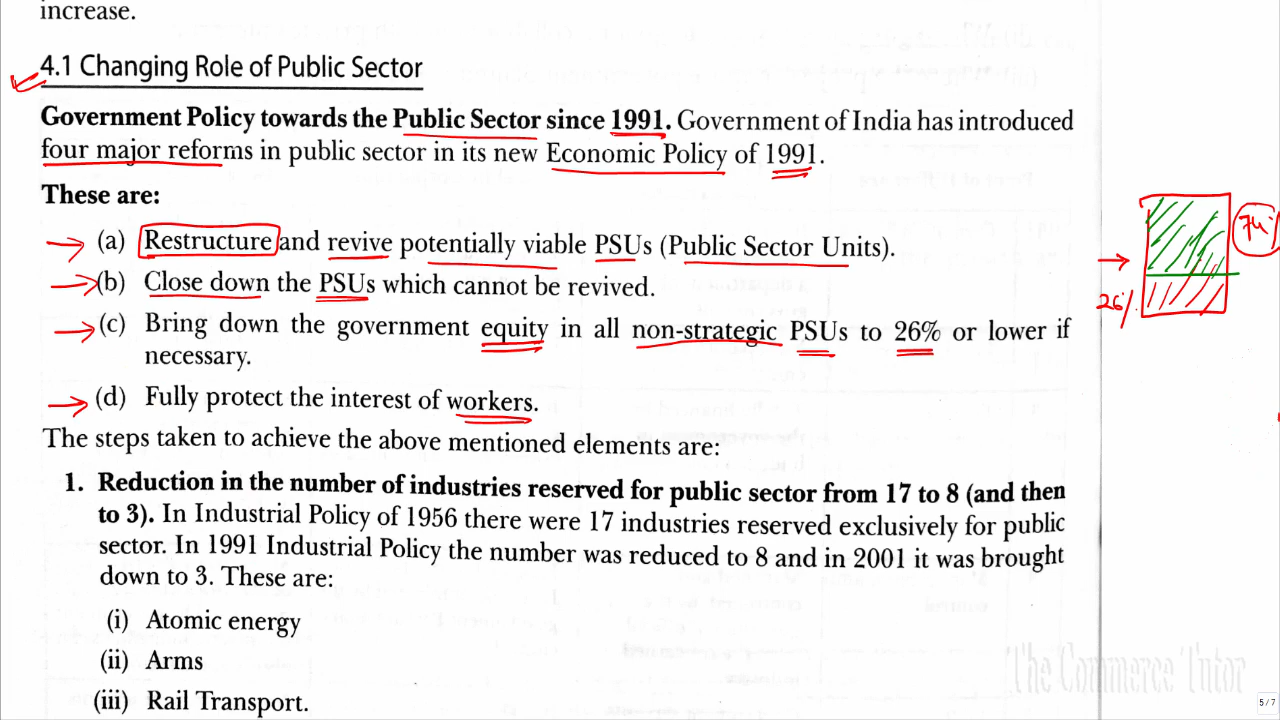 increase.
4.1 Changing Role of Public Sector
Government Policy towards the Public Sector since 1991. Government of India has introduced
four major reforms in public sector in its new Economic Policy of 1991.
These are:
(a) Restructure and revive potentially viable PSUs (Public Sector Units).
(b) Close down the PSUs which cannot be revived.
(c) Bring down the government equity in all non-strategic PSUs to 26% or lower if
necessary.
(d) Fully protect the interest of workers.
The steps taken to achieve the above mentioned elements are:
1. Reduction in the number of industries reserved for public sector from 17 to 8 (and then
to 3). In Industrial Policy of 1956 there were 17 industries reserved exclusively for public
sector. In 1991 Industrial Policy the number was reduced to 8 and in 2001 it was brought
down to 3. These are:
(i) Atomic energy
(ii) Arms
(iii) Rail Transport.
74%
26%
The Commerce Tutor
5 / 7